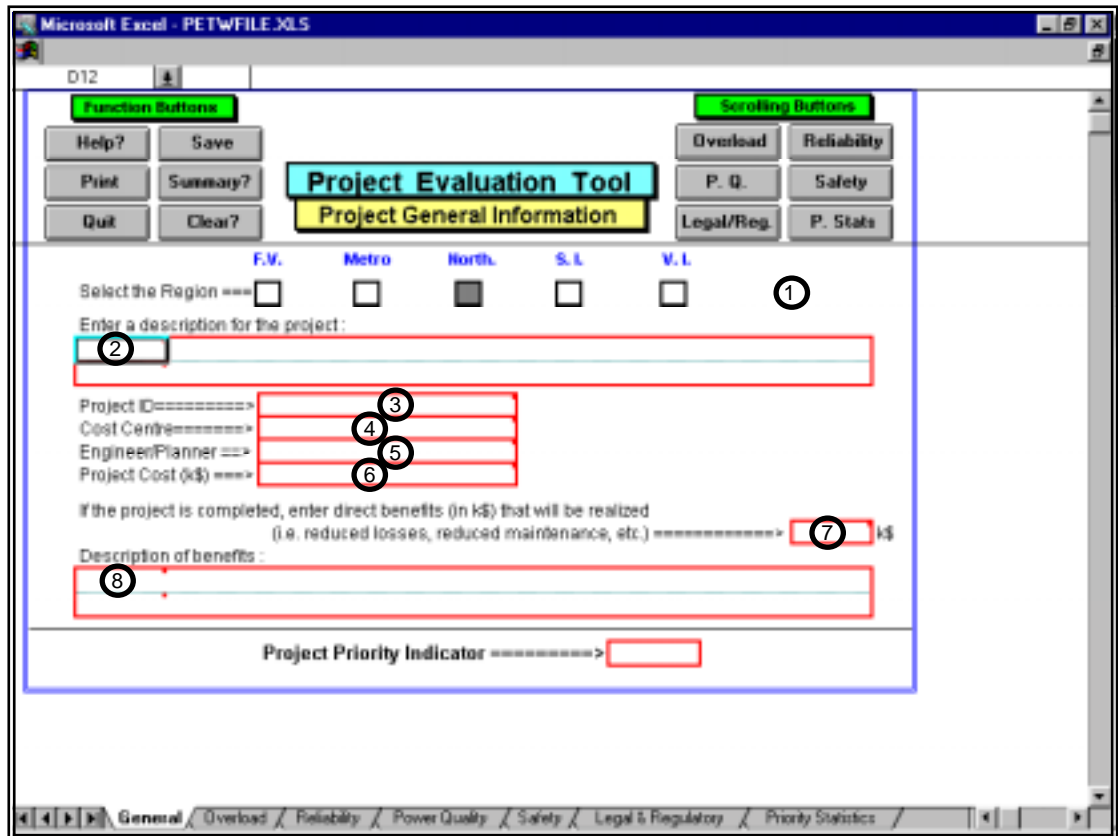 Microsoft Excel - PETWFILE.XLS
D12
Function Buttons
Scrolling Buttons
Help? Save
Overload Reliability
Print Summary?
Project Evaluation Tool
P. Q. Safety
Quit Clear?
Project General Information
Legal/Reg. P. Stats
F.V. Metro North. S. I. V. I.
Select the Region === 1
Enter a description for the project :
2
Project ID=========> 3
Cost Centre=======> 4
Engineer/Planner ==> 5
Project Cost (k$) ===> 6
If the project is completed, enter direct benefits (in k$) that will be realized
(i.e. reduced losses, reduced maintenance, etc.) ============> 7 k$
Description of benefits :
8
Project Priority Indicator =========>
General Overload Reliability Power Quality Safety Legal & Regulatory Priority Statistics